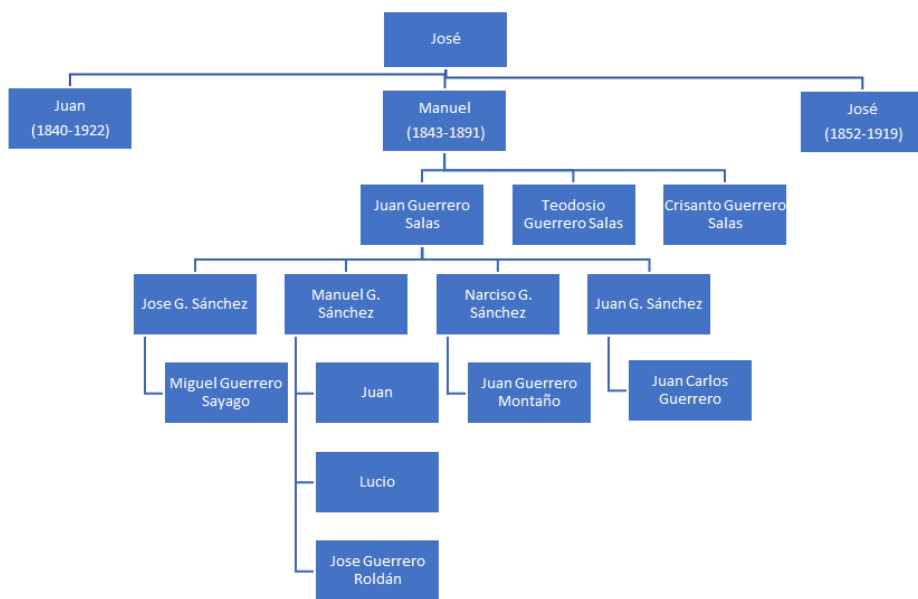 José
Juan
(1840-1922)
Manuel
(1843-1891)
José
(1852-1919)
Juan Guerrero
Salas
Teodosio
Guerrero Salas
Crisanto Guerrero
Salas
Jose G. Sánchez
Manuel G.
Sánchez
Narciso G.
Sánchez
Juan G. Sánchez
Miguel Guerrero
Sayago
Juan
Juan Guerrero
Montaño
Juan Carlos
Guerrero
Lucio
Jose Guerrero
Roldán